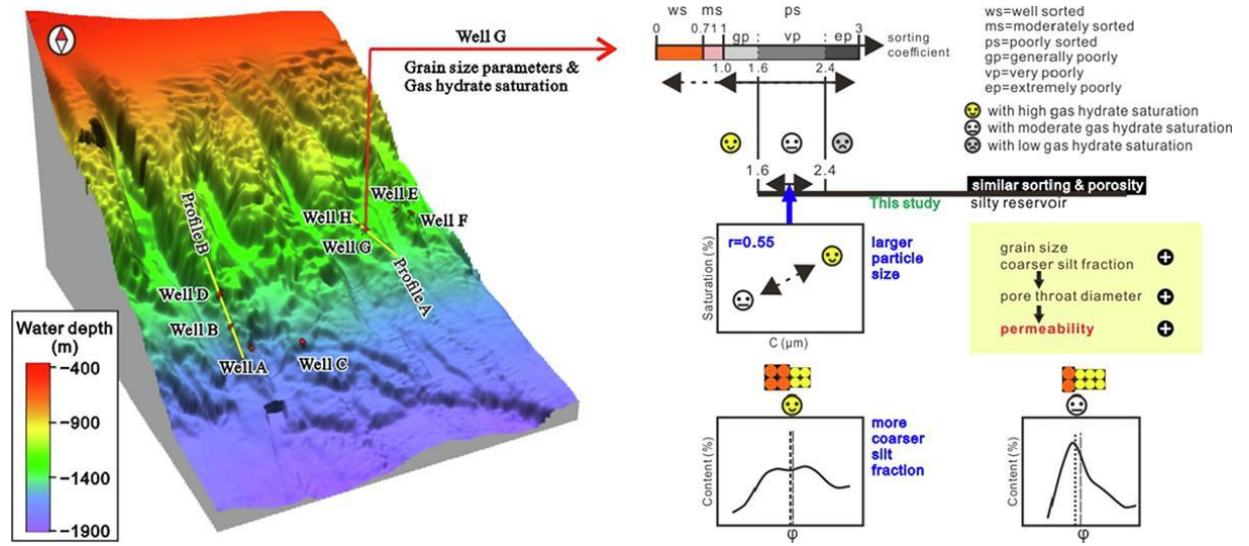 Well G
Grain size parameters &
Gas hydrate saturation
Well E
Well H
Well F
Well G
Profile B
Profile A
Well D
Well B
Well A
Well C
Water depth
(m)
−400
−900
−1400
−1900
ws ms ps
0 0.71 1 3
gp vp ep
sorting
coefficient
1.0 1.6 2.4
ws=well sorted
ms=moderately sorted
ps=poorly sorted
gp=generally poorly
vp=very poorly
ep=extremely poorly
with high gas hydrate saturation
with moderate gas hydrate saturation
with low gas hydrate saturation
1.6 2.4
similar sorting & porosity
This study silty reservoir
r=0.55
Saturation (%)
C (μm)
larger
particle
size
grain size
coarser silt fraction
pore throat diameter
permeability
Content (%)
φ
more
coarser
silt
fraction
Content (%)
φ